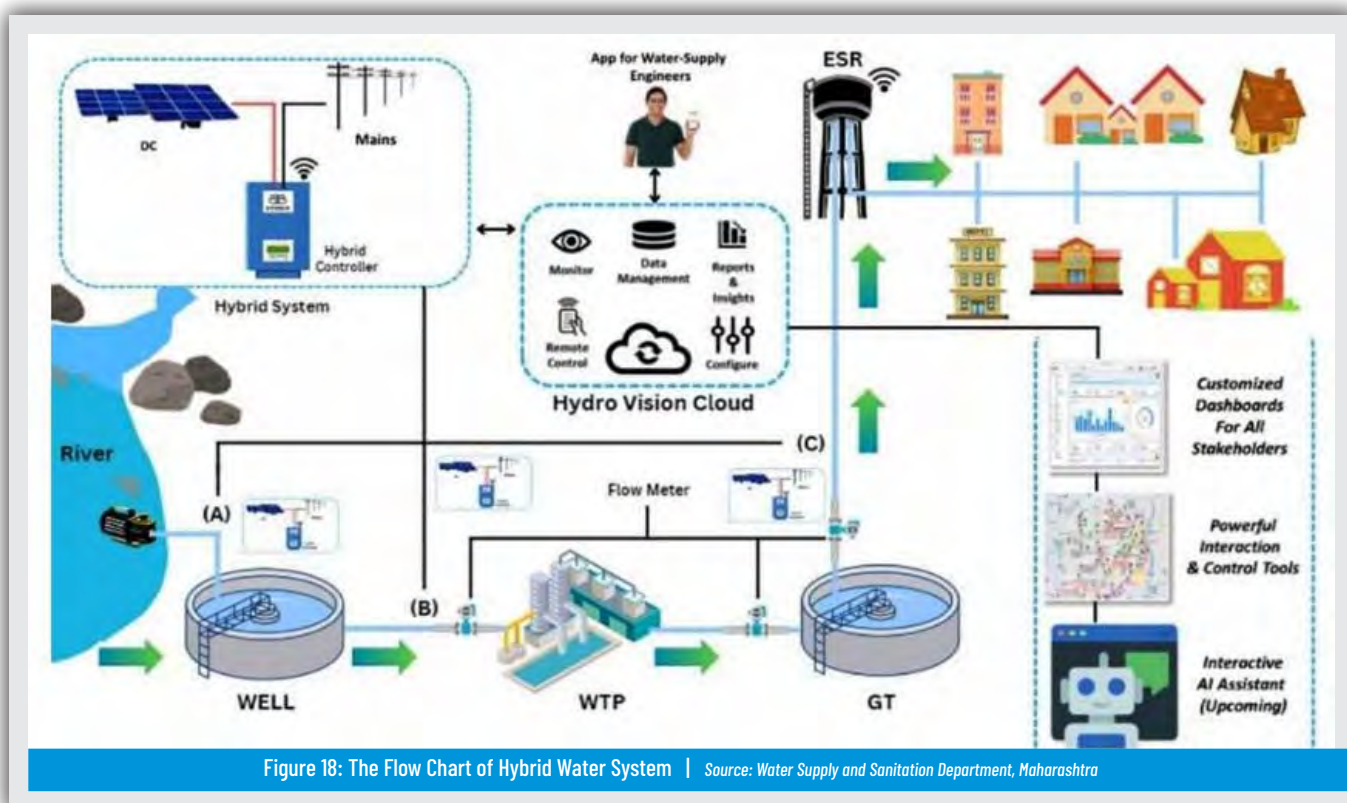 DC
Mains
Hybrid
Controller
Hybrid System
App for Water-Supply
Engineers
Monitor
Data
Management
Reports
&
Insights
Remote
Control
Configure
Hydro Vision Cloud
ESR
River
(A)
(B)
(C)
Flow Meter
WELL
WTP
GT
Customized
Dashboards
For All
Stakeholders
Powerful
Interaction
& Control Tools
Interactive
AI Assistant
(Upcoming)
Figure 18: The Flow Chart of Hybrid Water System | Source: Water Supply and Sanitation Department, Maharashtra